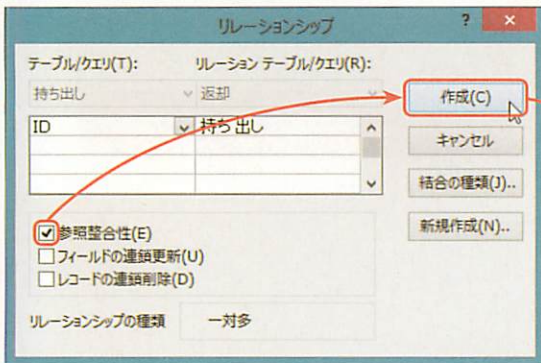 リレーションシップ
? ×
テーブル/クエリ(T): リレーション テーブル/クエリ(R):
持ち出し 返却
作成(C)
ID 持ち出し
キャンセル
結合の種類(J)..
参照整合性(E)
新規作成(N)..
フィールドの連鎖更新(U)
レコードの連鎖削除(D)
リレーションシップの種類 一対多